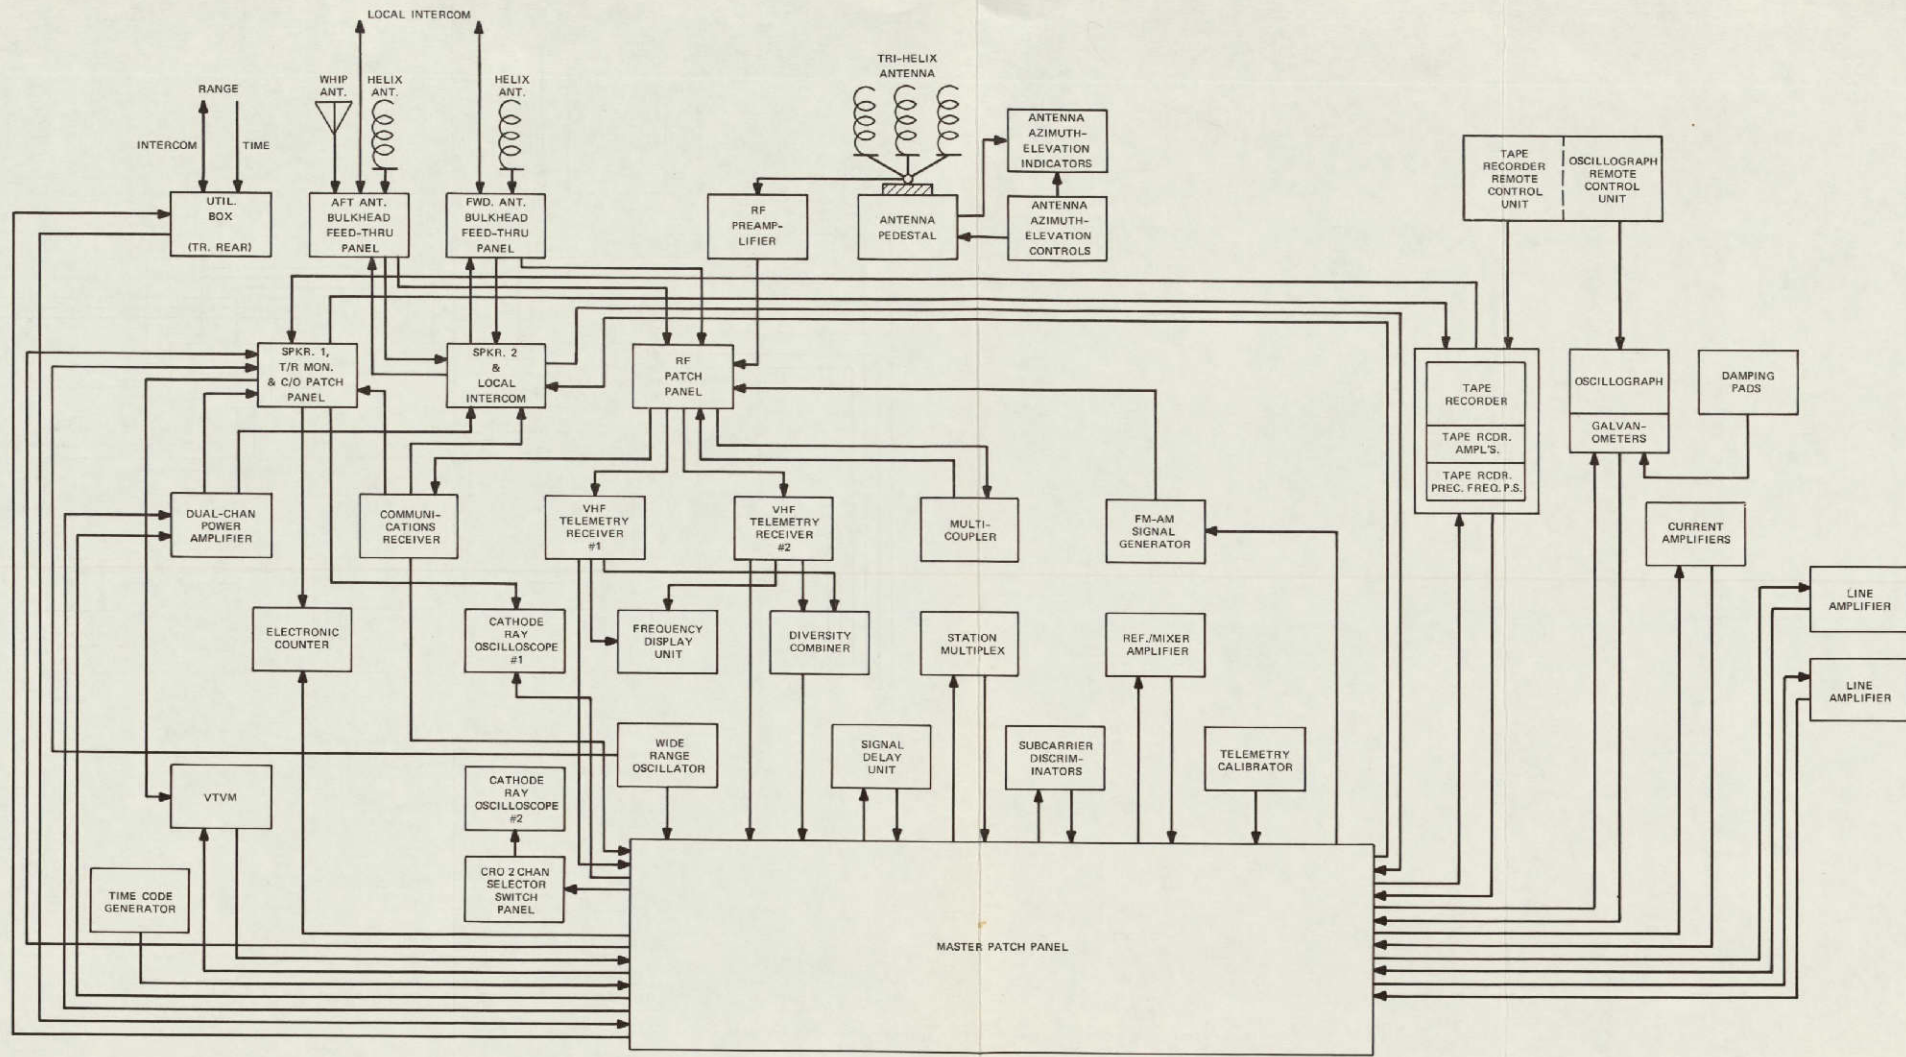 LOCAL INTERCOM
RANGE
INTERCOM
TIME
WHIP
ANT.
HELIX
ANT.
HELIX
ANT.
TRI-HELIX
ANTENNA
UTIL.
BOX
(TR. REAR)
AFT ANT.
BULKHEAD
FEED-THRU
PANEL
FWD. ANT.
BULKHEAD
FEED-THRU
PANEL
RF
PREAMP-
LIFIER
ANTENNA
PEDESTAL
ANTENNA
AZIMUTH-
ELEVATION
INDICATORS
ANTENNA
AZIMUTH-
ELEVATION
CONTROLS
TAPE
RECORDER
REMOTE
CONTROL
UNIT
OSCILLOGRAPH
REMOTE
CONTROL
UNIT
SPKR. 1,
T/R MON.
& C/O PATCH
PANEL
SPKR. 2
&
LOCAL
INTERCOM
RF
PATCH
PANEL
TAPE
RECORDER
TAPE RCDR.
AMPL'S.
TAPE RCDR.
PREC. FREQ. P.S.
OSCILLOGRAPH
GALVAN-
OMETERS
DAMPING
PADS
DUAL-CHAN
POWER
AMPLIFIER
COMMUNI-
CATIONS
RECEIVER
VHF
TELEMETRY
RECEIVER
#1
VHF
TELEMETRY
RECEIVER
#2
MULTI-
COUPLER
FM-AM
SIGNAL
GENERATOR
CURRENT
AMPLIFIERS
LINE
AMPLIFIER
ELECTRONIC
COUNTER
CATHODE
RAY
OSCILLOSCOPE
#1
FREQUENCY
DISPLAY
UNIT
DIVERSITY
COMBINER
STATION
MULTIPLEX
REF./MIXER
AMPLIFIER
LINE
AMPLIFIER
WIDE
RANGE
OSCILLATOR
SIGNAL
DELAY
UNIT
SUBCARRIER
DISCRIM-
INATORS
TELEMETRY
CALIBRATOR
VTVM
CATHODE
RAY
OSCILLOSCOPE
#2
TIME CODE
GENERATOR
CRO 2 CHAN
SELECTOR
SWITCH
PANEL
MASTER PATCH PANEL